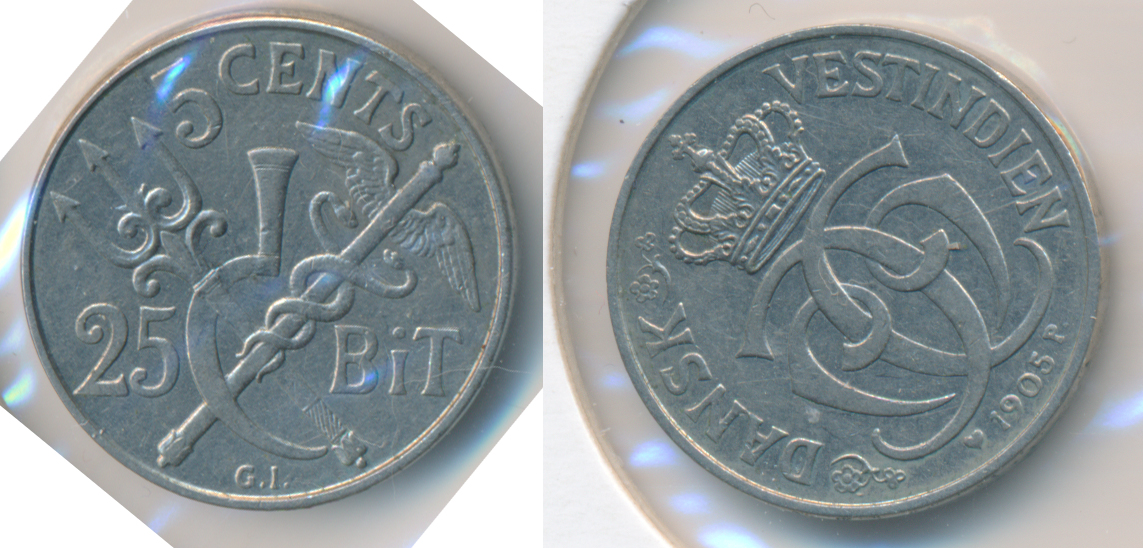 5 CENTS
25 BiT
G.I.
DANSK VESTINDIEN
♥ 1905 P